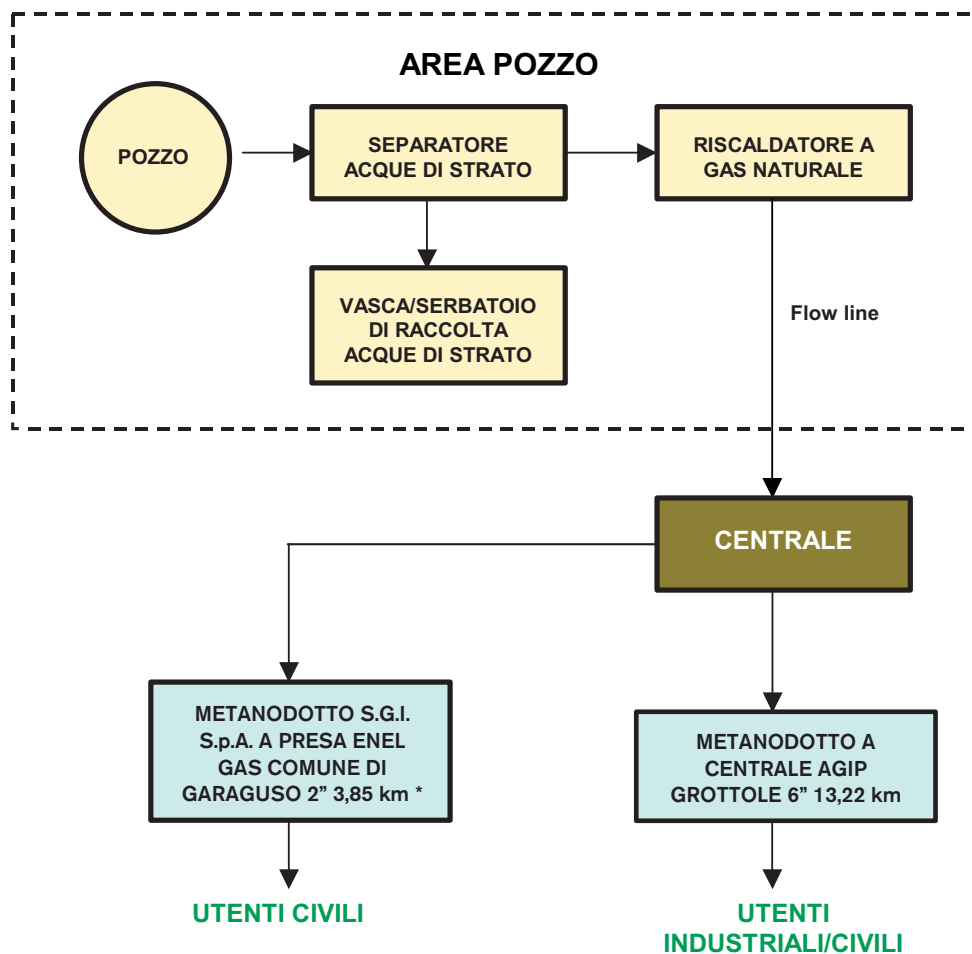 AREA POZZO
POZZO
SEPARATORE
ACQUE DI STRATO
RISCALDATORE A
GAS NATURALE
VASCA/SERBATOIO
DI RACCOLTA
ACQUE DI STRATO
Flow line
CENTRALE
METANODOTTO S.G.I.
S.p.A. A PRESA ENEL
GAS COMUNE DI
GARAGUSO 2” 3,85 km *
METANODOTTO A
CENTRALE AGIP
GROTTOLE 6” 13,22 km
UTENTI CIVILI
UTENTI
INDUSTRIALI/CIVILI